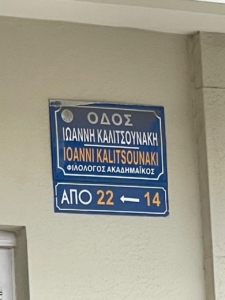 ΟΔΟΣ
ΙΩΑΝΝΗ ΚΑΛΙΤΣΟΥΝΑΚΗ
IOANNI KALITSOUNAKI
ΦΙΛΟΛΟΓΟΣ ΑΚΑΔΗΜΑΪΚΟΣ
ΑΠΟ 22 ← 14